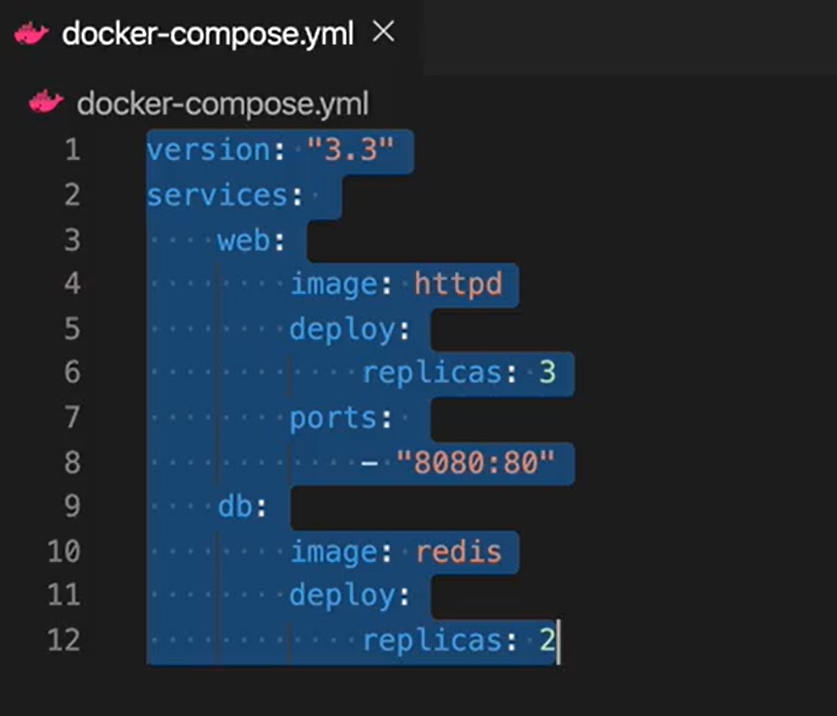 docker-compose.yml
docker-compose.yml
1 version: "3.3"
2 services:
3     web:
4         image: httpd
5         deploy:
6             replicas: 3
7         ports:
8             - "8080:80"
9     db:
10         image: redis
11         deploy:
12             replicas: 2